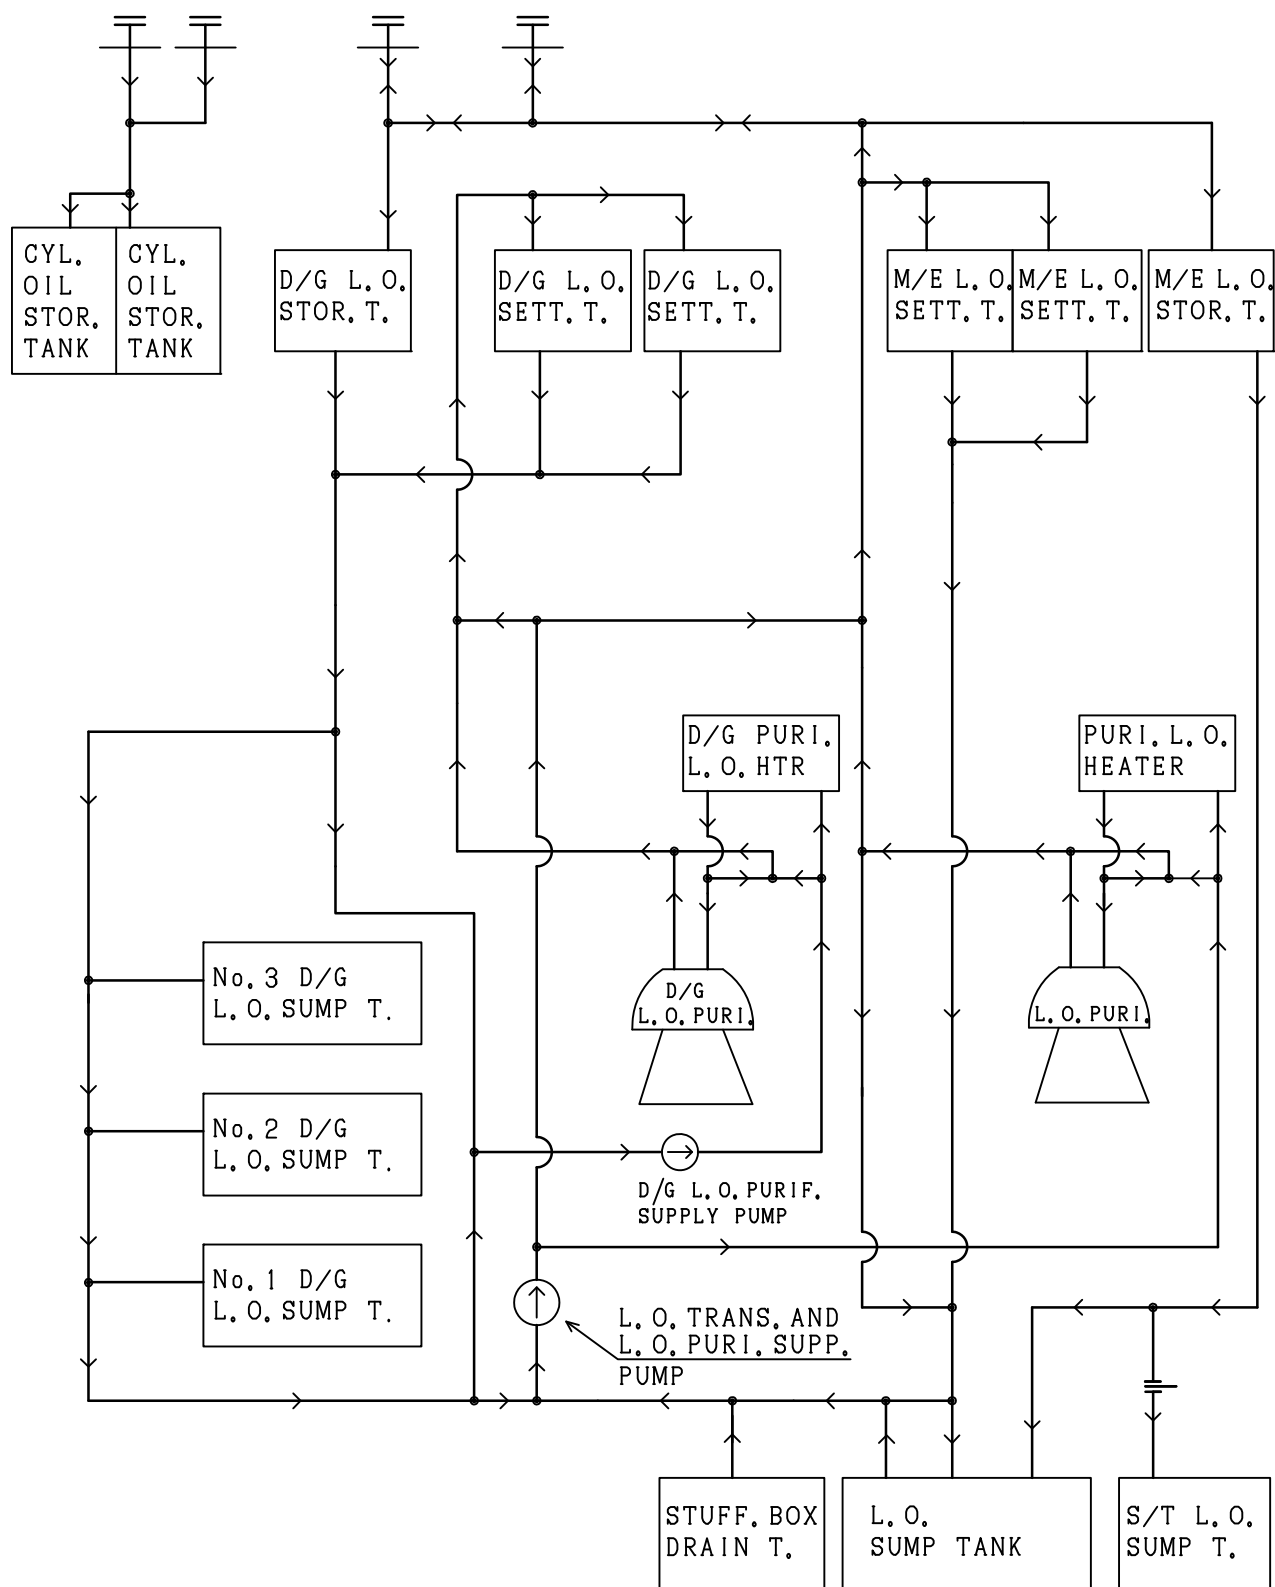 CYL.
OIL
STOR.
TANK
CYL.
OIL
STOR.
TANK
D/G L.O.
STOR.T.
D/G L.O.
SETT.T.
D/G L.O.
SETT.T.
M/E L.O.
SETT.T.
M/E L.O.
SETT.T.
M/E L.O.
STOR.T.
D/G PURI.
L.O.HTR
PURI.L.O.
HEATER
No.3 D/G
L.O.SUMP T.
D/G
L.O.PURI.
L.O.PURI.
No.2 D/G
L.O.SUMP T.
D/G L.O.PURIF.
SUPPLY PUMP
No.1 D/G
L.O.SUMP T.
L.O.TRANS.AND
L.O.PURI.SUPP.
PUMP
STUFF.BOX
DRAIN T.
L.O.
SUMP TANK
S/T L.O.
SUMP T.